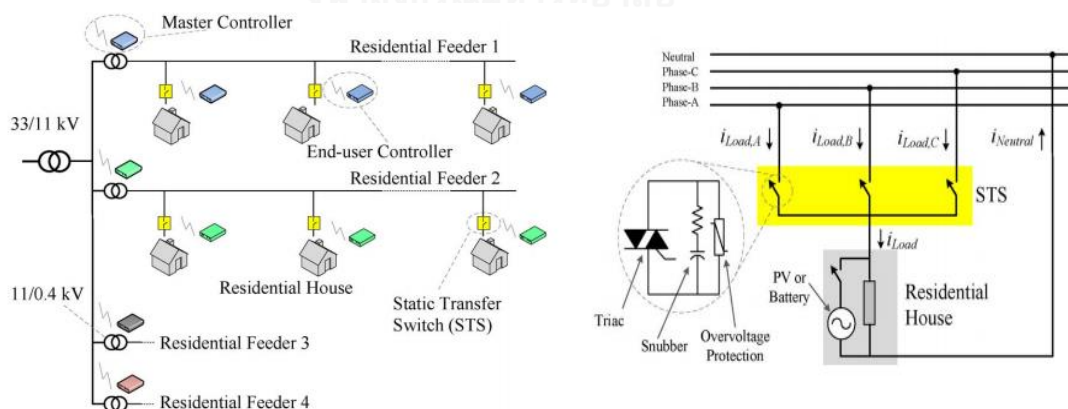 Master Controller
Residential Feeder 1
33/11 kV
End-user Controller
Residential Feeder 2
Residential House
11/0.4 kV
Static Transfer
Switch (STS)
Residential Feeder 3
Residential Feeder 4
Neutral
Phase-C
Phase-B
Phase-A
iLoad,A
iLoad,B
iLoad,C
iNeutral
STS
iLoad
PV or
Battery
Residential
House
Triac
Snubber
Overvoltage
Protection